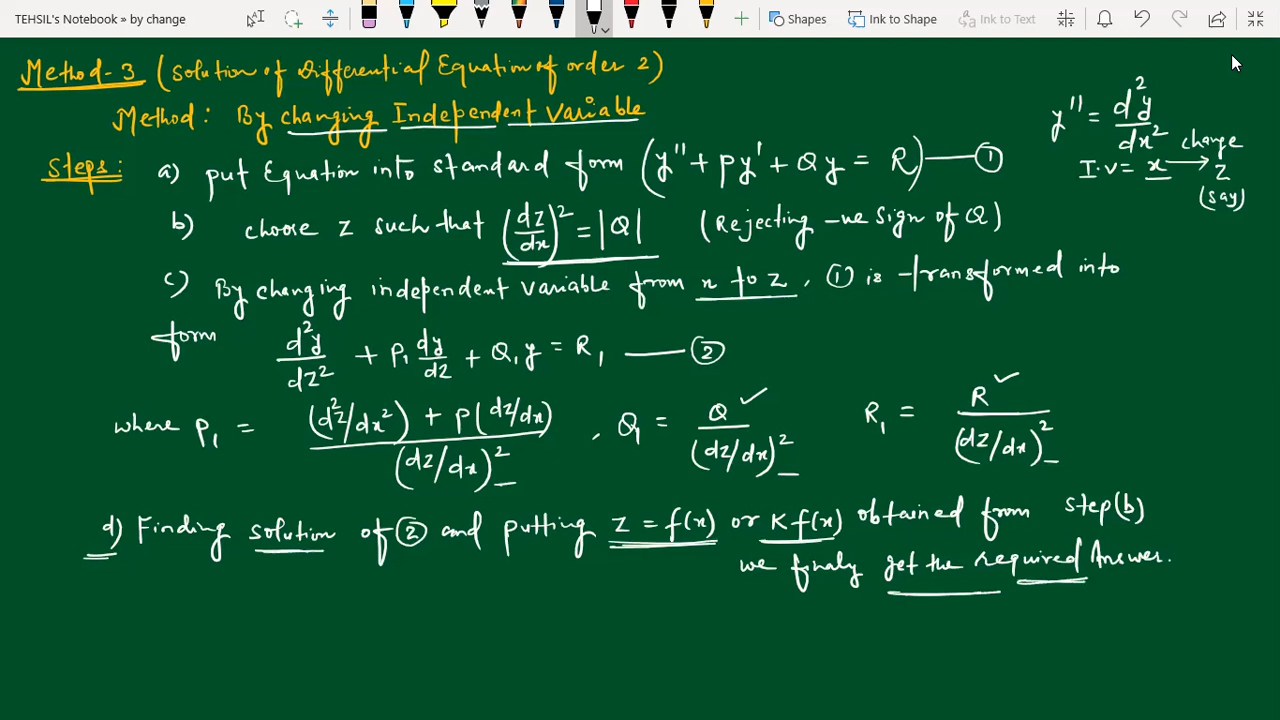 TEHSIL's Notebook » by change
Shapes
Ink to Shape
Ink to Text
Method-3 (Solution of Differential Equation of order 2)
Method: By changing Independent Variable
y'' = d²y/dx²
I.v = x → change z (say)
Steps:
a) put Equation into standard form (y'' + Py' + Qy = R) — ①
b) choose z such that (dz/dx)² = |Q| (Rejecting -ve sign of Q)
c) By changing independent variable from x to z, ① is transformed into
form d²y/dz² + P₁ dy/dz + Q₁y = R₁ — ②
where P₁ = (d²z/dx²) + P(dz/dx) / (dz/dx)² , Q₁ = Q / (dz/dx)² R₁ = R / (dz/dx)²
d) Finding solution of ② and putting z = f(x) or K f(x) obtained from step(b)
we finaly get the required Answer.